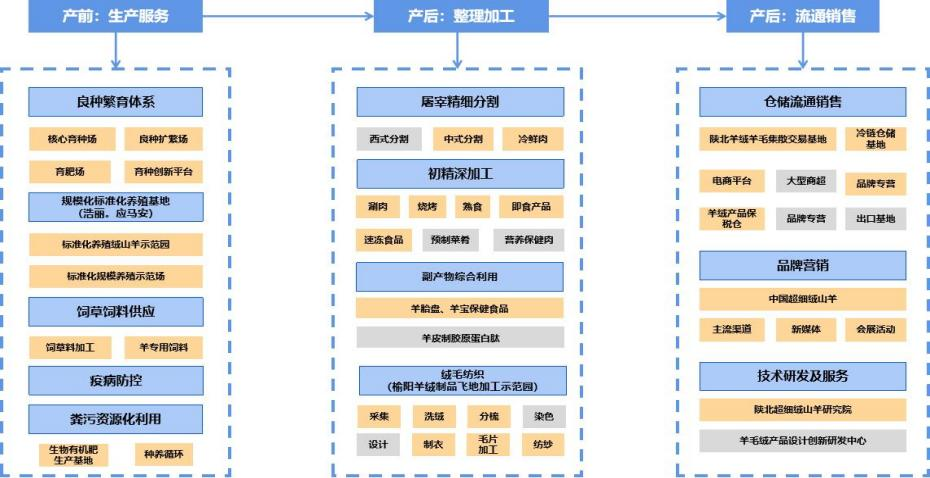 产前：生产服务
产后：整理加工
产后：流通销售
良种繁育体系
核心育种场
良种扩繁场
育肥场
育种创新平台
规模化标准化养殖基地
（浩丽。应马安）
标准化养殖绒山羊示范园
标准化规模养殖示范场
饲草饲料供应
饲草料加工
羊专用饲料
疫病防控
粪污资源化利用
生物有机肥
生产基地
种养循环
屠宰精细分割
西式分割
中式分割
冷鲜肉
初精深加工
涮肉
烧烤
熟食
即食产品
速冻食品
预制菜肴
营养保健肉
副产物综合利用
羊胎盘、羊宝保健食品
羊皮制胶原蛋白肽
绒毛纺织
（榆阳羊绒制品飞地加工示范园）
采集
洗绒
分梳
染色
设计
制衣
毛片
加工
纺纱
仓储流通销售
陕北羊绒羊毛集散交易基地
冷链仓储
基地
电商平台
大型商超
品牌专营
羊绒产品保
税仓
品牌专营
出口基地
品牌营销
中国超细绒山羊
主流渠道
新媒体
会展活动
技术研发及服务
陕北超细绒山羊研究院
羊毛绒产品设计创新研发中心